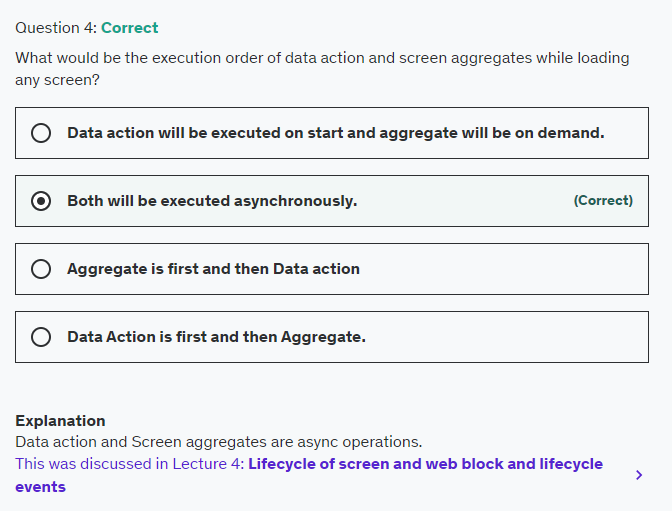 Question 4: Correct
What would be the execution order of data action and screen aggregates while loading
any screen?
Data action will be executed on start and aggregate will be on demand.
Both will be executed asynchronously. (Correct)
Aggregate is first and then Data action
Data Action is first and then Aggregate.
Explanation
Data action and Screen aggregates are async operations.
This was discussed in Lecture 4: Lifecycle of screen and web block and lifecycle
events